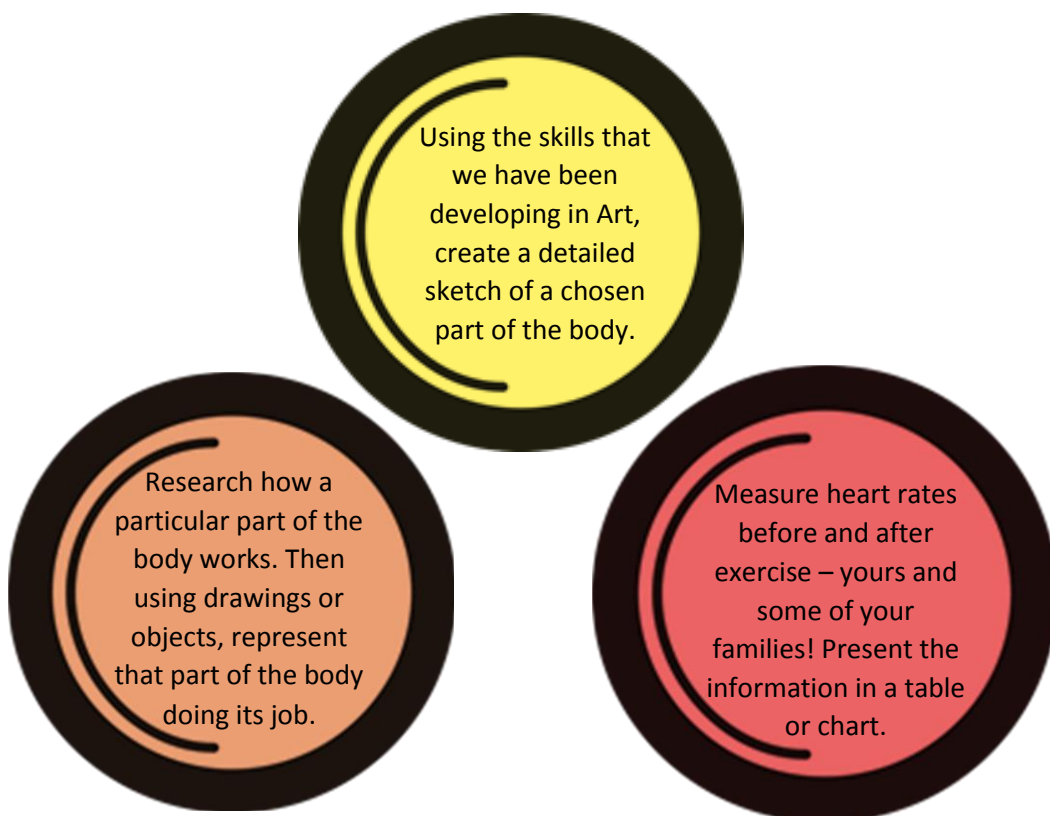 Using the skills that
we have been
developing in Art,
create a detailed
sketch of a chosen
part of the body.
Research how a
particular part of the
body works. Then
using drawings or
objects, represent
that part of the body
doing its job.
Measure heart rates
before and after
exercise – yours and
some of your
families! Present the
information in a table
or chart.